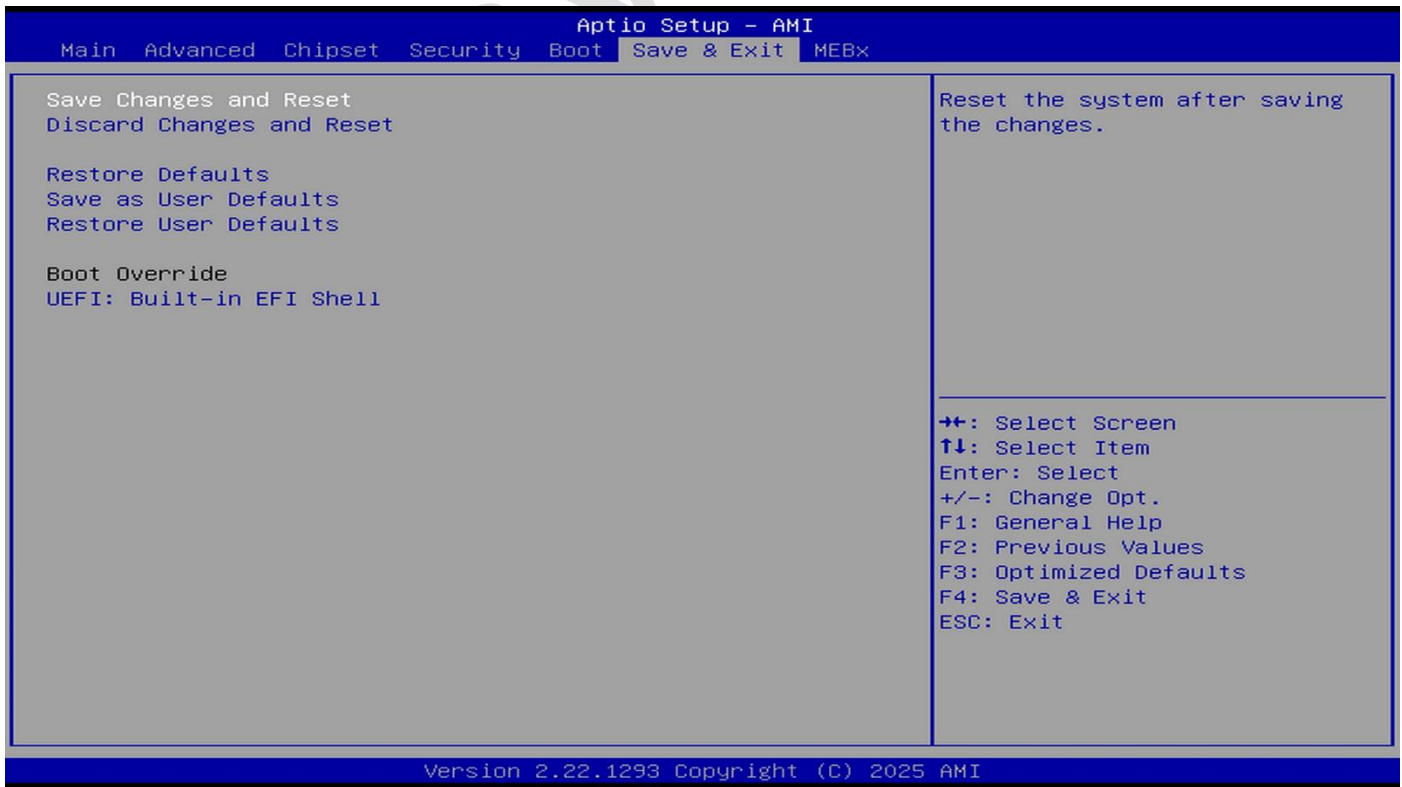 Aptio Setup – AMI
Main Advanced Chipset Security Boot Save & Exit MEBx
Save Changes and Reset
Discard Changes and Reset
Restore Defaults
Save as User Defaults
Restore User Defaults
Boot Override
UEFI: Built-in EFI Shell
Reset the system after saving
the changes.
→←: Select Screen
↑↓: Select Item
Enter: Select
+/-: Change Opt.
F1: General Help
F2: Previous Values
F3: Optimized Defaults
F4: Save & Exit
ESC: Exit
Version 2.22.1293 Copyright (C) 2025 AMI